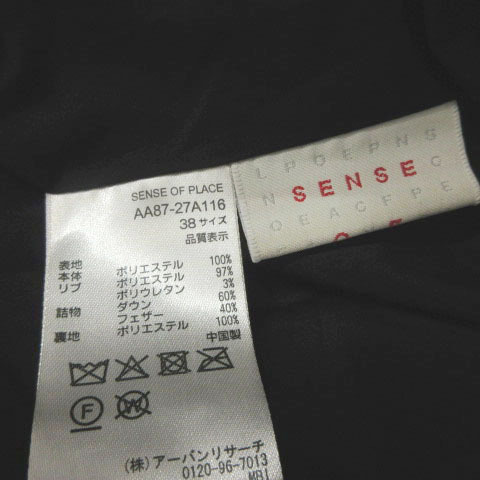 SENSE OF PLACE
AA87-27A116
38サイズ
品質表示
表地
本体 ポリエステル 100%
リブ ポリエステル 97%
ポリウレタン 3%
詰物 ダウン 60%
フェザー 40%
裏地 ポリエステル 100%
中国製
F
W
(株) アーバンリサーチ
0120-96-7013
MB1
L P O E P N G
SENSE
N C
O E A C F P E